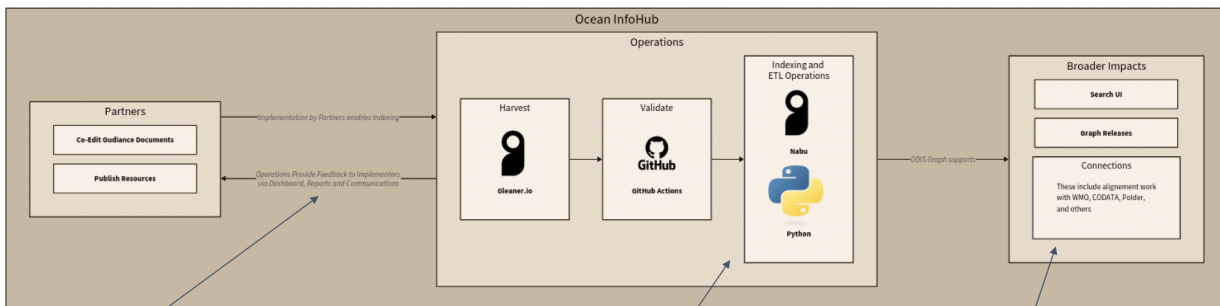 Ocean InfoHub
Partners
Co-Edit Gudiance Documents
Publish Resources
Implementation by Partners enables Indexing
Operations Provide Feedback to Implementers
via Dashboard, Reports and Communications
Operations
Harvest
Gleaner.io
Validate
GitHub
GitHub Actions
Indexing and
ETL Operations
Nabu
Python
ODIS Graph supports
Broader Impacts
Search UI
Graph Releases
Connections
These include alignement work
with WMO, CODATA, Polder,
and others